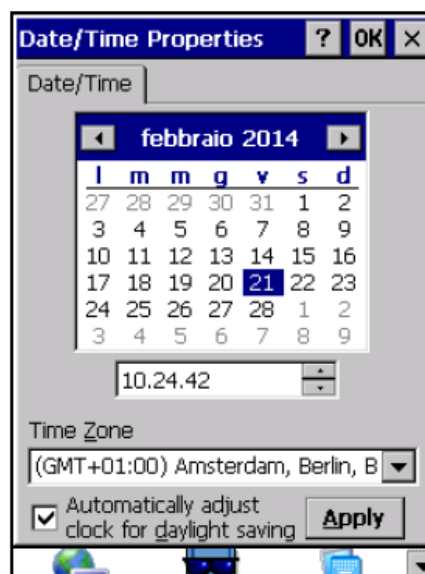 Date/Time Properties ? OK ×
Date/Time
febbraio 2014
l m m g v s d
27 28 29 30 31 1 2
3 4 5 6 7 8 9
10 11 12 13 14 15 16
17 18 19 20 21 22 23
24 25 26 27 28 1 2
3 4 5 6 7 8 9
10.24.42
Time Zone
(GMT+01:00) Amsterdam, Berlin, B
Automatically adjust
clock for daylight saving
Apply